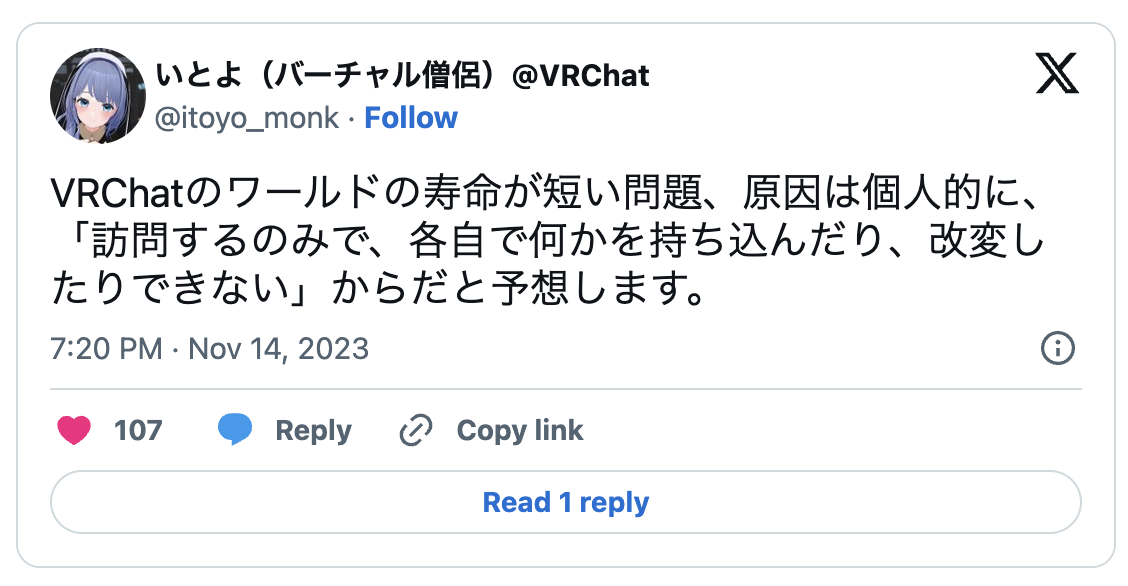 いとよ（バーチャル僧侶）@VRChat
@itoyo_monk · Follow
VRChatのワールドの寿命が短い問題、原因は個人的に、
「訪問するのみで、各自で何かを持ち込んだり、改変し
たりできない」からだと予想します。
7:20 PM · Nov 14, 2023
107 Reply Copy link
Read 1 reply